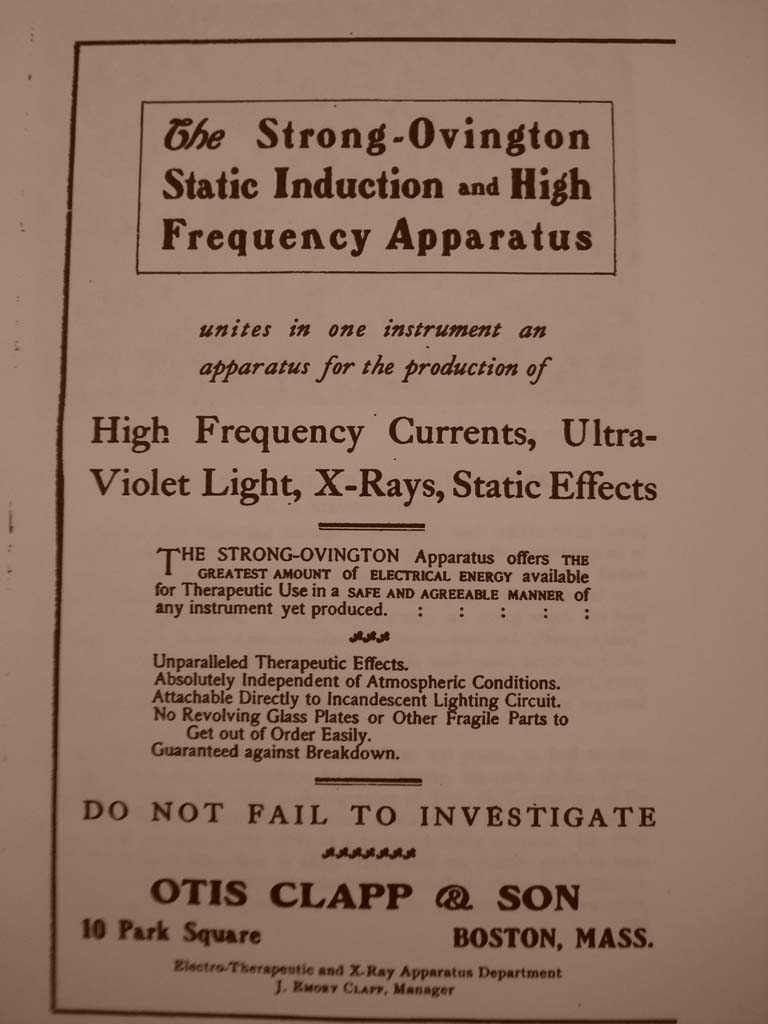 The Strong-Ovington
Static Induction and High
Frequency Apparatus
unites in one instrument an
apparatus for the production of
High Frequency Currents, Ultra-
Violet Light, X-Rays, Static Effects
THE STRONG-OVINGTON Apparatus offers THE
GREATEST AMOUNT of ELECTRICAL ENERGY available
for Therapeutic Use in a SAFE AND AGREEABLE MANNER of
any instrument yet produced. : : : : :
Unparalleled Therapeutic Effects.
Absolutely Independent of Atmospheric Conditions.
Attachable Directly to Incandescent Lighting Circuit.
No Revolving Glass Plates or Other Fragile Parts to
Get out of Order Easily.
Guaranteed against Breakdown.
DO NOT FAIL TO INVESTIGATE
OTIS CLAPP & SON
10 Park Square BOSTON, MASS.
Electro-Therapeutic and X-Ray Apparatus Department
J. EMORY CLAPP, Manager